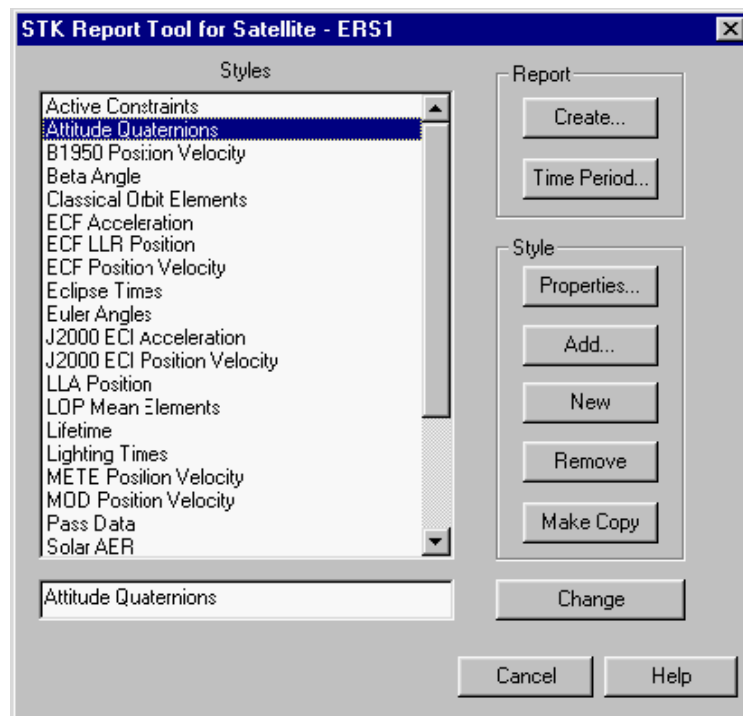 STK Report Tool for Satellite - ERS1
Styles
Active Constraints
Attitude Quaternions
B1950 Position Velocity
Beta Angle
Classical Orbit Elements
ECF Acceleration
ECF LLR Position
ECF Position Velocity
Eclipse Times
Euler Angles
J2000 ECI Acceleration
J2000 ECI Position Velocity
LLA Position
LOP Mean Elements
Lifetime
Lighting Times
METE Position Velocity
MOD Position Velocity
Pass Data
Solar AER
Attitude Quaternions
Report
Create...
Time Period...
Style
Properties...
Add...
New
Remove
Make Copy
Change
Cancel
Help